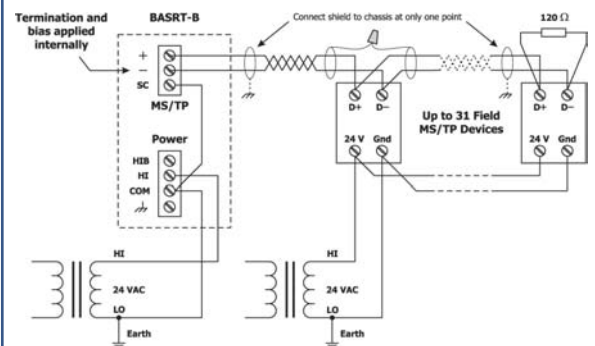 Termination and
bias applied
internally
BASRT-B
Connect shield to chassis at only one point
120 Ω
+
−
SC
MS/TP
D+ D−
D+ D−
Up to 31 Field
MS/TP Devices
24 V Gnd
24 V Gnd
Power
HIB
HI
COM
HI
24 VAC
LO
Earth
HI
24 VAC
LO
Earth